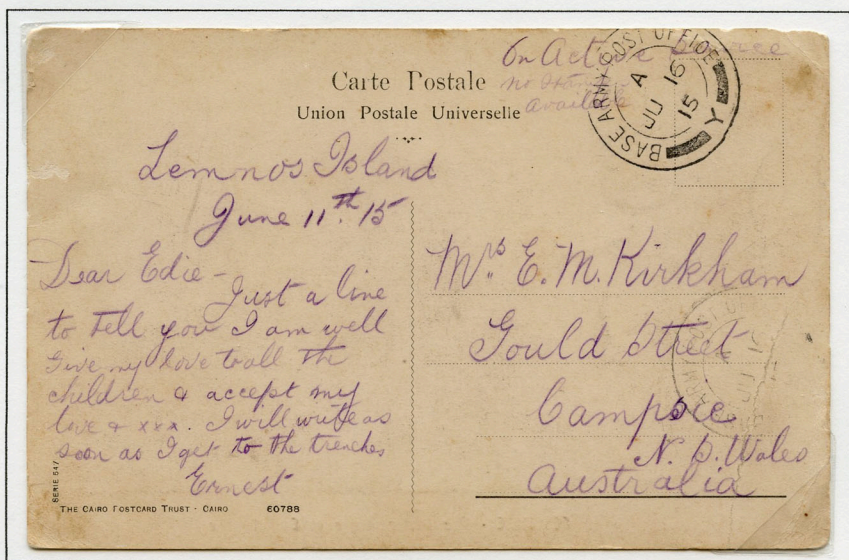 Carte Postale
Union Postale Universelle
On Active Service
no Stamps
available
BASE ARMY POST OFFICE
Y
A
JU 16
15
Lemnos Island
June 11th. 15
Dear Edie -
Just a line
to tell you I am well
Give my love to all the
children & accept my
love & xxx. I will write as
soon as I get to the trenches
Ernest
Mrs. E. M. Kirkham
Gould Street
Campsie
N. S. Wales
Australia
SERIE 647
THE CAIRO POSTCARD TRUST - CAIRO 60788